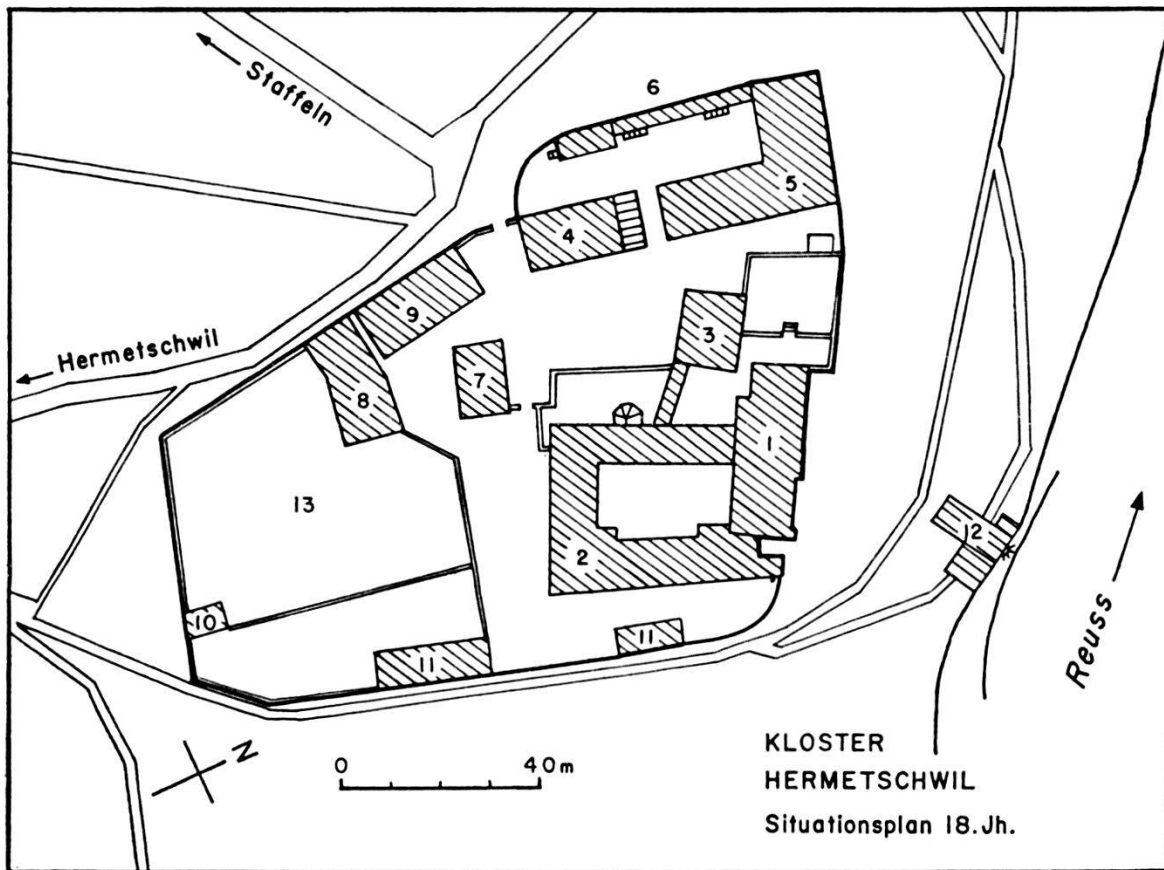 Staffeln
6
5
4
9
Hermetschwil
3
7
8
1
13
12
2
10
11
11
Reuss
N
0 40m
KLOSTER
HERMETSCHWIL
Situationsplan 18.Jh.